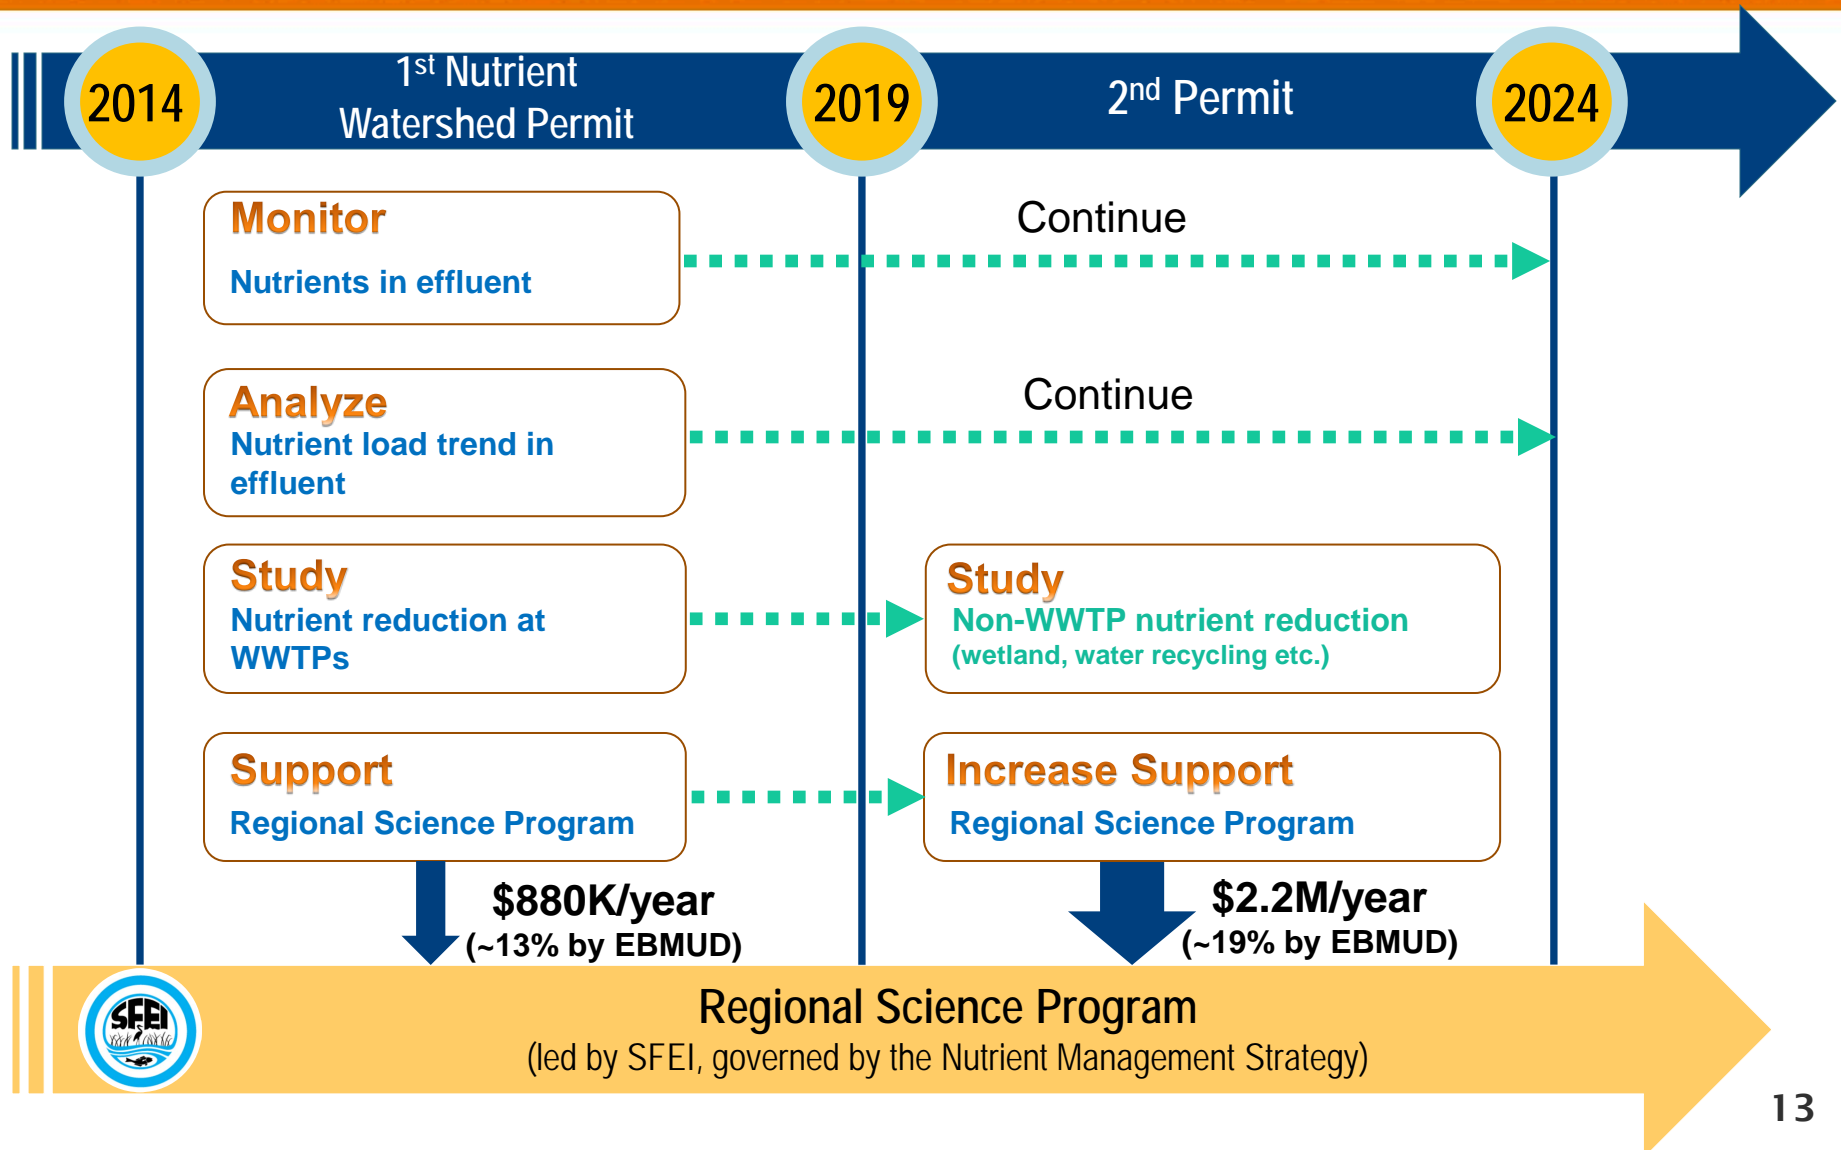 2014
1st Nutrient
Watershed Permit
2019
2nd Permit
2024
Monitor
Nutrients in effluent
Continue
Analyze
Nutrient load trend in
effluent
Continue
Study
Nutrient reduction at
WWTPs
Study
Non-WWTP nutrient reduction
(wetland, water recycling etc.)
Support
Regional Science Program
Increase Support
Regional Science Program
$880K/year
(~13% by EBMUD)
$2.2M/year
(~19% by EBMUD)
SFEI
Regional Science Program
(led by SFEI, governed by the Nutrient Management Strategy)
13